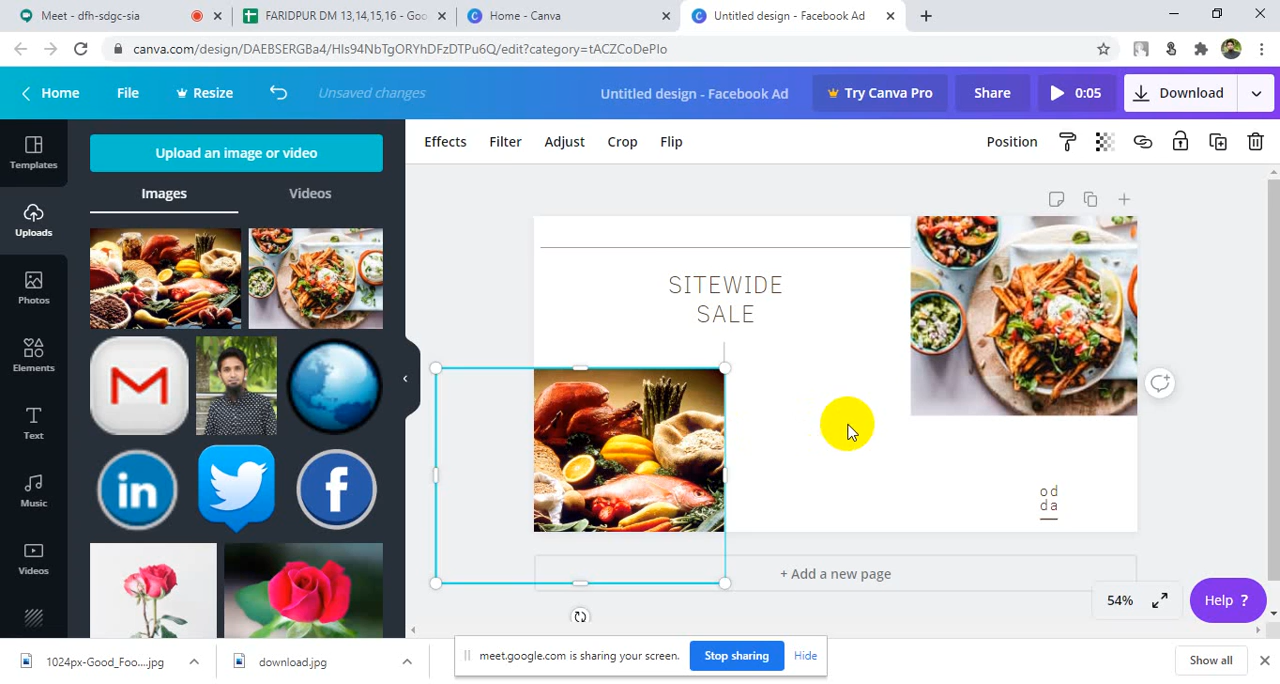 Meet - dfh-sdgc-sia
FARIDPUR DM 13,14,15,16 - Goo
Home - Canva
Untitled design - Facebook Ad
canva.com/design/DAEBSERGBa4/HIs94NbTgORYhDFzDTPu6Q/edit?category=tACZCoDePIo
Home
File
Resize
Unsaved changes
Untitled design - Facebook Ad
Try Canva Pro
Share
0:05
Download
Templates
Uploads
Photos
Elements
Text
Music
Videos
Upload an image or video
Images
Videos
Effects
Filter
Adjust
Crop
Flip
Position
SITEWIDE
SALE
od
da
+ Add a new page
54%
Help ?
1024px-Good_Foo....jpg
download.jpg
meet.google.com is sharing your screen.
Stop sharing
Hide
Show all